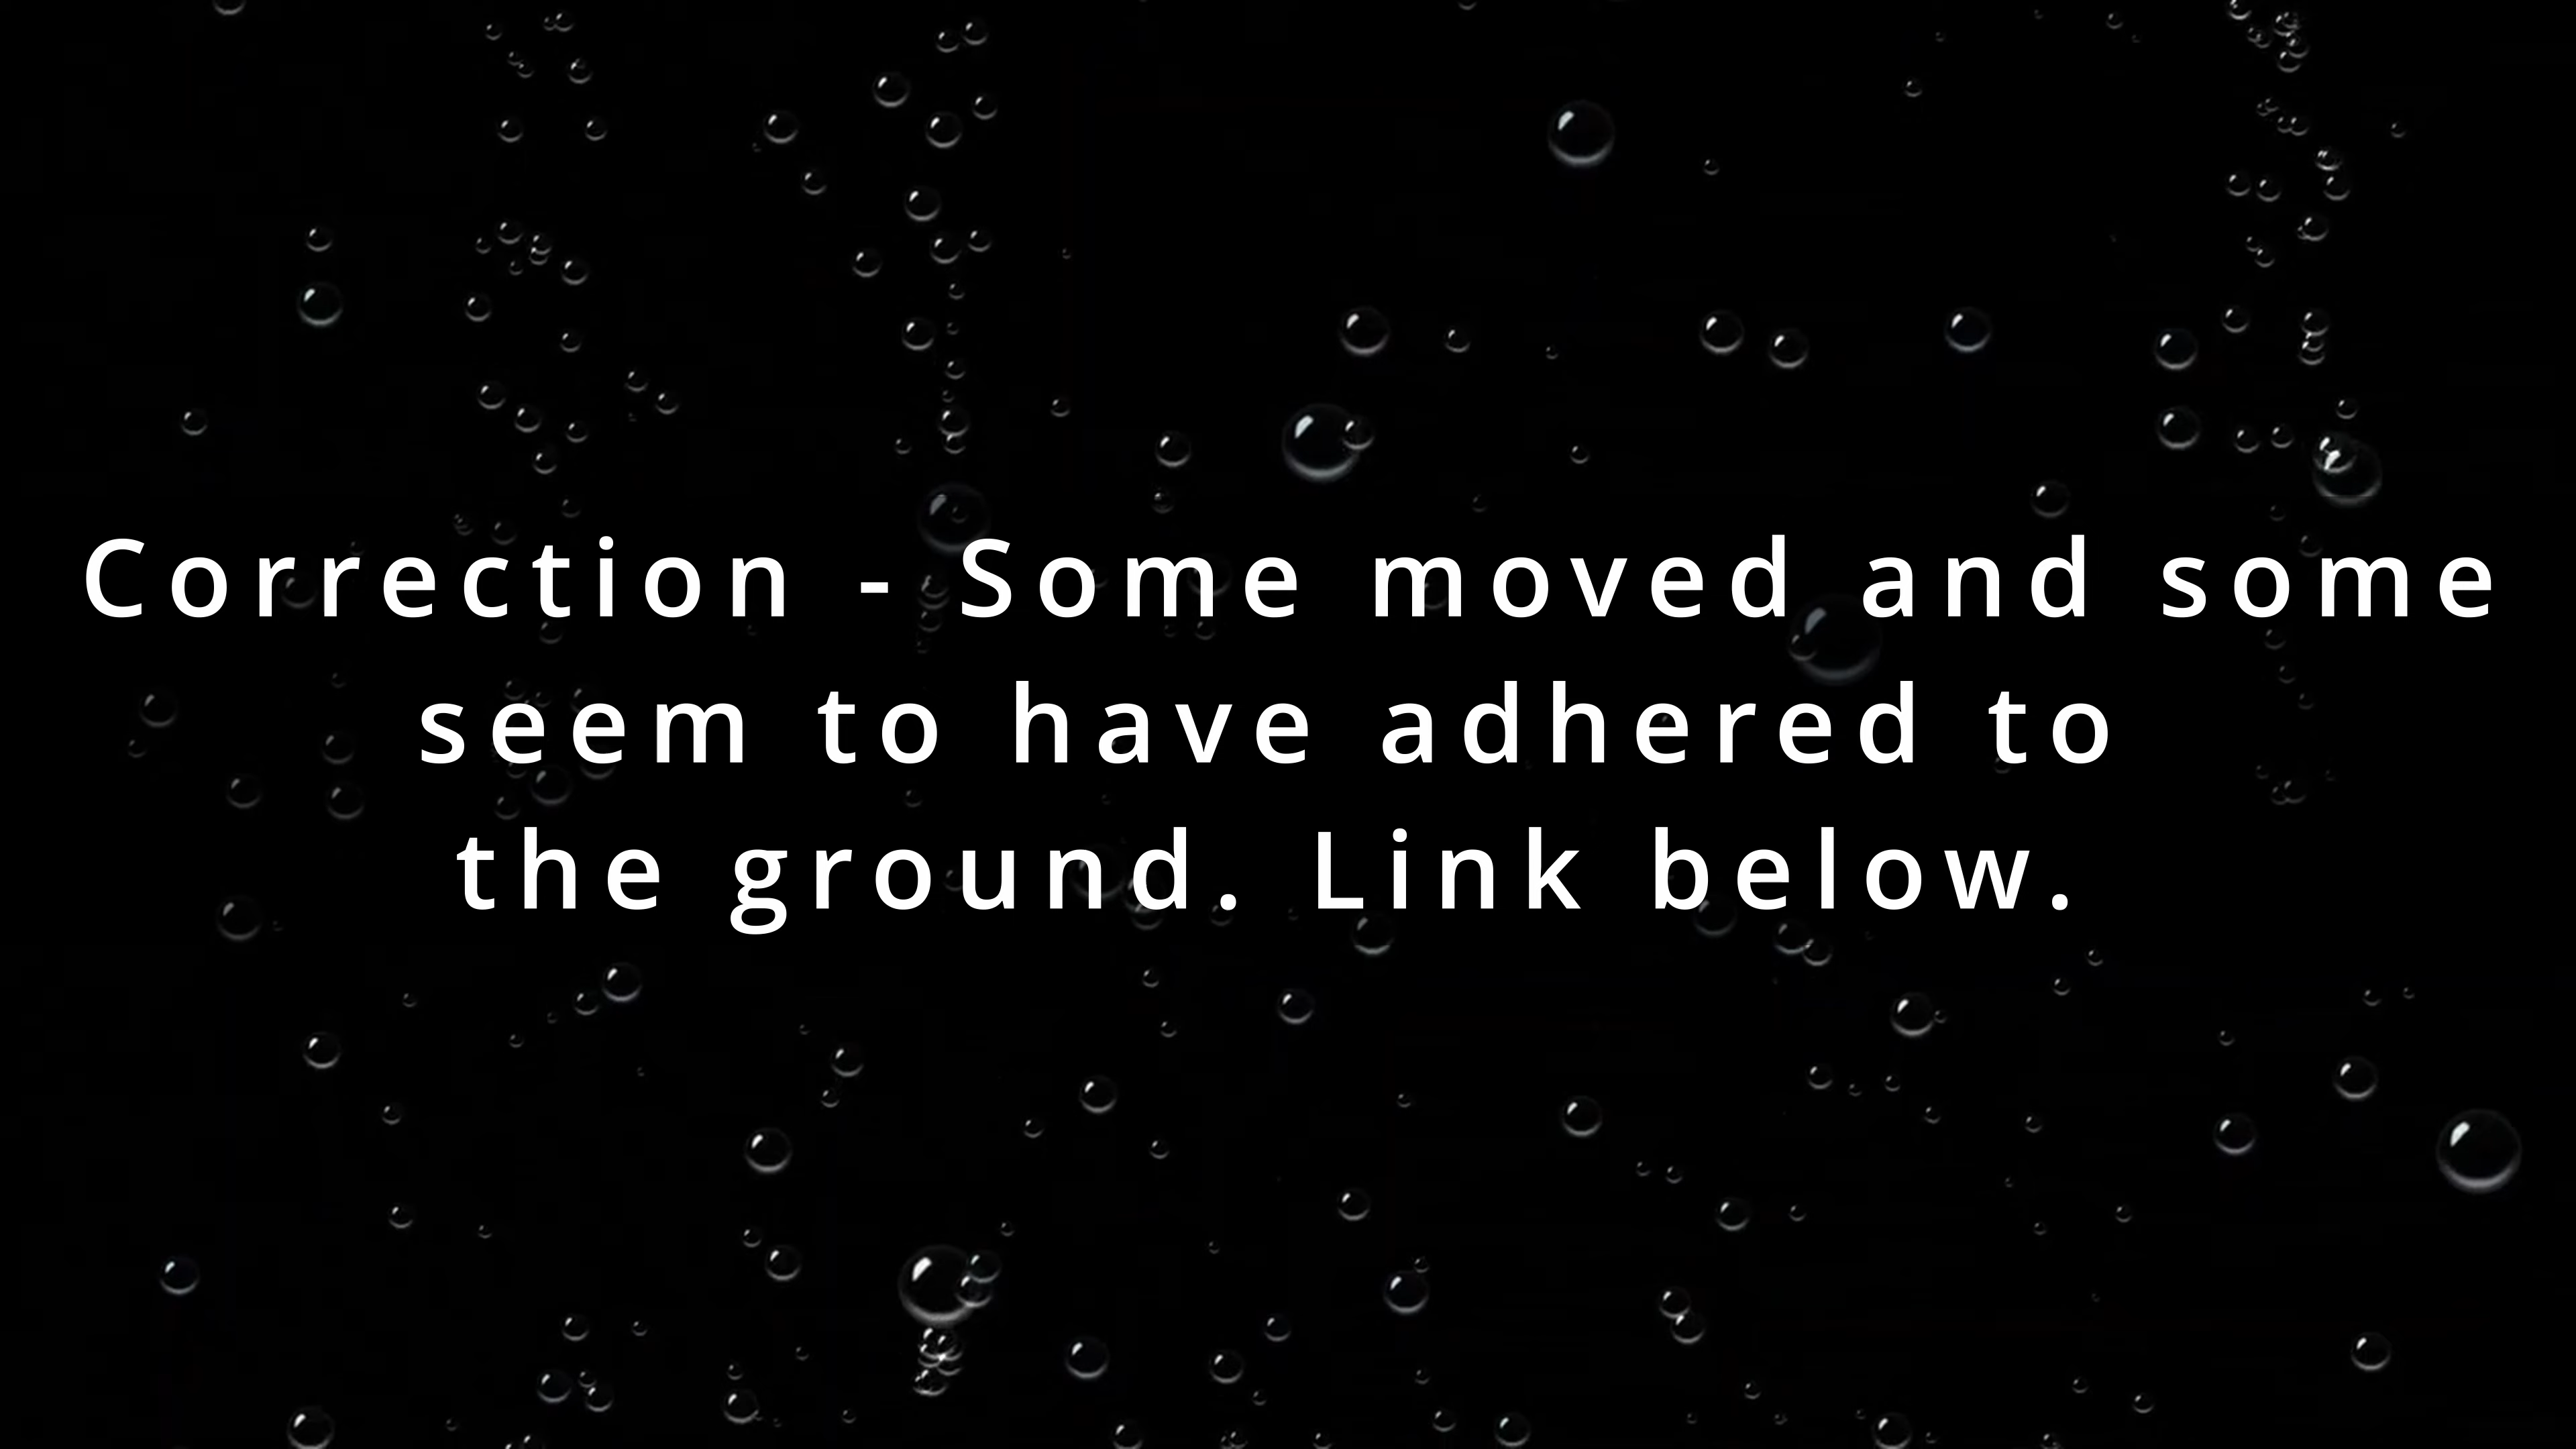 Correction - Some moved and some
seem to have adhered to
the ground. Link below.